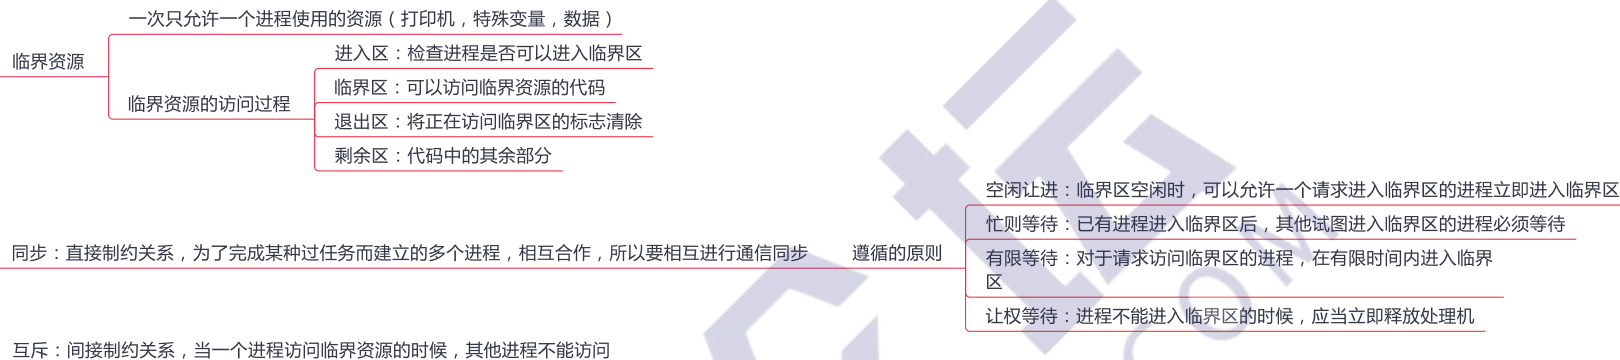 一次只允许一个进程使用的资源（打印机，特殊变量，数据）
临界资源
进入区：检查进程是否可以进入临界区
临界区：可以访问临界资源的代码
临界资源的访问过程
退出区：将正在访问临界区的标志清除
剩余区：代码中的其余部分
同步：直接制约关系，为了完成某种过任务而建立的多个进程，相互合作，所以要相互进行通信同步
遵循的原则
空闲让进：临界区空闲时，可以允许一个请求进入临界区的进程立即进入临界区
忙则等待：已有进程进入临界区后，其他试图进入临界区的进程必须等待
有限等待：对于请求访问临界区的进程，在有限时间内进入临界
区
让权等待：进程不能进入临界区的时候，应当立即释放处理机
互斥：间接制约关系，当一个进程访问临界资源的时候，其他进程不能访问